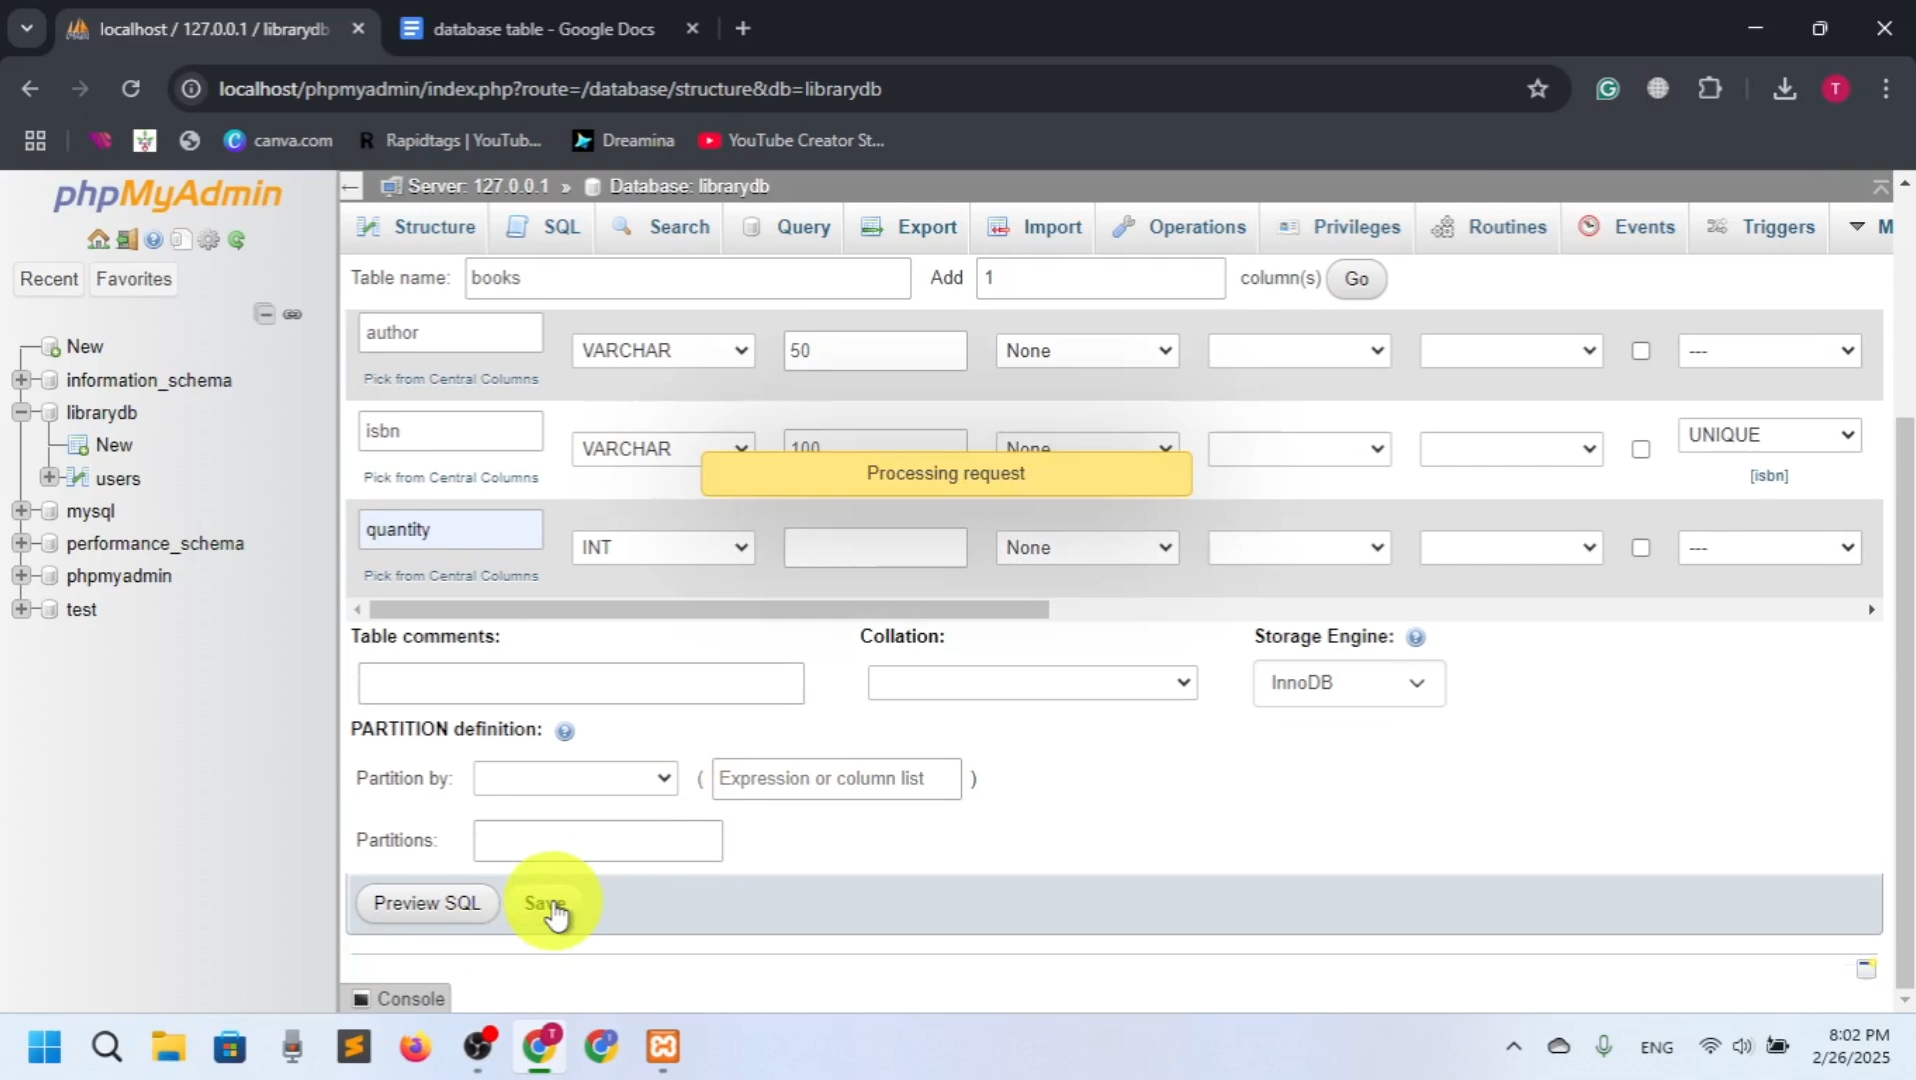 localhost / 127.0.0.1 / librarydb
database table - Google Docs
localhost/phpmyadmin/index.php?route=/database/structure&db=librarydb
T
canva.com
Rapidtags | YouTub...
Dreamina
YouTube Creator St...
phpMyAdmin
Recent
Favorites
New
information_schema
librarydb
New
users
mysql
performance_schema
phpmyadmin
test
Server: 127.0.0.1 » Database: librarydb
Structure
SQL
Search
Query
Export
Import
Operations
Privileges
Routines
Events
Triggers
Table name: books Add 1 column(s) Go
author VARCHAR 50 None ---
Pick from Central Columns
isbn VARCHAR 100 None UNIQUE
Pick from Central Columns [isbn]
Processing request
quantity INT None ---
Pick from Central Columns
Table comments: Collation: Storage Engine:
InnoDB
PARTITION definition:
Partition by: ( Expression or column list )
Partitions:
Preview SQL Save
Console
ENG
8:02 PM
2/26/2025